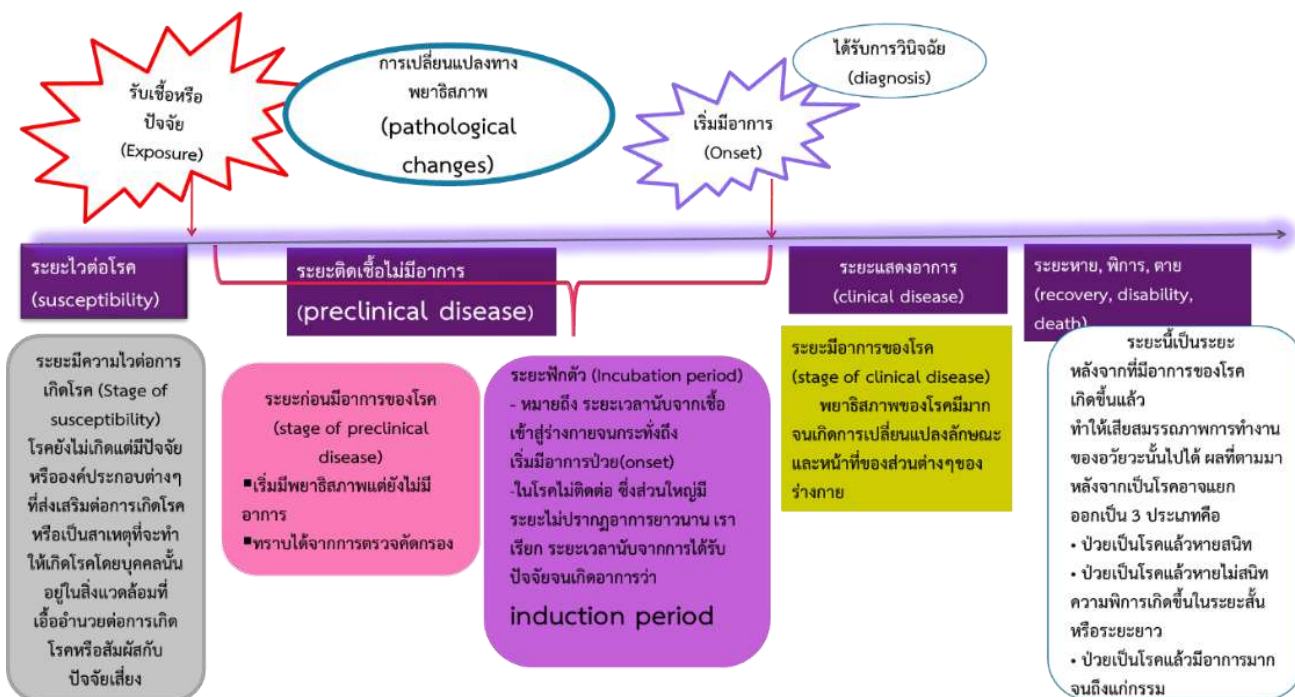 รับเชื้อหรือ
ปัจจัย
(Exposure)
การเปลี่ยนแปลงทาง
พยาธิสภาพ
(pathological
changes)
เริ่มมีอาการ
(Onset)
ได้รับการวินิจฉัย
(diagnosis)
ระยะไวต่อโรค
(susceptibility)
ระยะติดเชื้อไม่มีอาการ
(preclinical disease)
ระยะแสดงอาการ
(clinical disease)
ระยะหาย, พิการ, ตาย
(recovery, disability,
death)
ระยะมีความไวต่อการ
เกิดโรค (Stage of
susceptibility)
โรคยังไม่เกิดแต่มีปัจจัย
หรือองค์ประกอบต่างๆ
ที่ส่งเสริมต่อการเกิดโรค
หรือเป็นสาเหตุที่จะทำ
ให้เกิดโรคโดยบุคคลนั้น
อยู่ในสิ่งแวดล้อมที่
เอื้ออำนวยต่อการเกิด
โรคหรือสัมผัสกับ
ปัจจัยเสี่ยง
ระยะก่อนมีอาการของโรค
(stage of preclinical
disease)
▪เริ่มมีพยาธิสภาพแต่ยังไม่มี
อาการ
▪ทราบได้จากการตรวจคัดกรอง
ระยะฟักตัว (Incubation period)
- หมายถึง ระยะเวลานับจากเชื้อ
เข้าสู่ร่างกายจนกระทั่งถึง
เริ่มมีอาการป่วย(onset)
-ในโรคไม่ติดต่อ ซึ่งส่วนใหญ่มี
ระยะไม่ปรากฏอาการยาวนาน เรา
เรียก ระยะเวลานับจากการได้รับ
ปัจจัยจนเกิดอาการว่า
induction period
ระยะมีอาการของโรค
(stage of clinical disease)
พยาธิสภาพของโรคมีมาก
จนเกิดการเปลี่ยนแปลงลักษณะ
และหน้าที่ของส่วนต่างๆของ
ร่างกาย
ระยะนี้เป็นระยะ
หลังจากที่มีอาการของโรค
เกิดขึ้นแล้ว
ทำให้เสียสมรรถภาพการทำงาน
ของอวัยวะนั้นไปได้ ผลที่ตามมา
หลังจากเป็นโรคอาจแยก
ออกเป็น 3 ประเภทคือ
• ป่วยเป็นโรคแล้วหายสนิท
• ป่วยเป็นโรคแล้วหายไม่สนิท
ความพิการเกิดขึ้นในระยะสั้น
หรือระยะยาว
• ป่วยเป็นโรคแล้วมีอาการมาก
จนถึงแก่กรรม